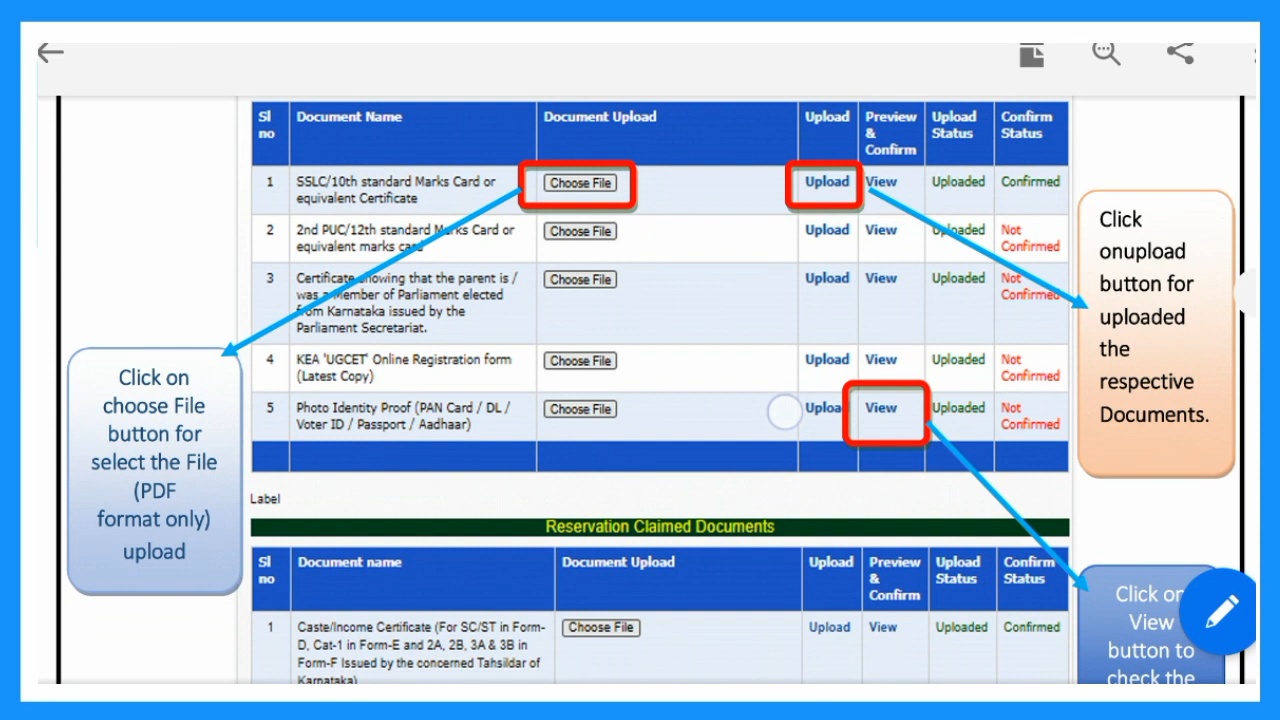 Sl no Document Name Document Upload Upload Preview & Confirm Upload Status Confirm Status
1 SSLC/10th standard Marks Card or Choose File Upload View Uploaded Confirmed
equivalent Certificate
2 2nd PUC/12th standard Marks Card or Choose File Upload View Uploaded Not Confirmed
equivalent marks card
3 Certificate showing that the parent is / Choose File Upload View Uploaded Not Confirmed
was a Member of Parliament elected
from Karnataka issued by the
Parliament Secretariat.
4 KEA 'UGCET' Online Registration form Choose File Upload View Uploaded Not Confirmed
(Latest Copy)
5 Photo Identity Proof (PAN Card / DL / Choose File Upload View Uploaded Not Confirmed
Voter ID / Passport / Aadhaar)
Click on
choose File
button for
select the File
(PDF
format only)
upload
Click
onupload
button for
uploaded
the
respective
Documents.
Label
Reservation Claimed Documents
Sl no Document name Document Upload Upload Preview & Confirm Upload Status Confirm Status
1 Caste/Income Certificate (For SC/ST in Form- Choose File Upload View Uploaded Confirmed
D, Cat-1 in Form-E and 2A, 2B, 3A & 3B in
Form-F Issued by the concerned Tahsildar of
Karnataka)
Click on
View
button to
check the